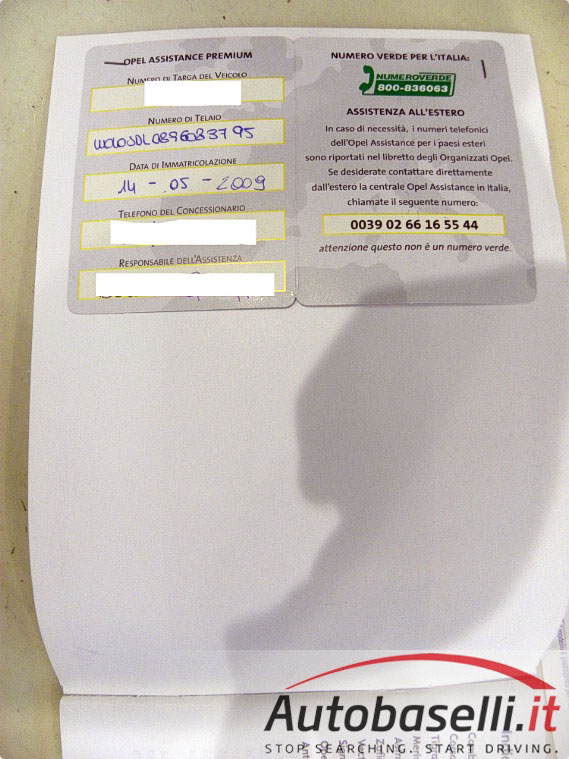 OPEL ASSISTANCE PREMIUM
NUMERO DI TARGA DEL VEICOLO
NUMERO DI TELAIO
W0L0SDL0896083795
DATA DI IMMATRICOLAZIONE
14 - 05 - 2009
TELEFONO DEL CONCESSIONARIO
RESPONSABILE DELL'ASSISTENZA
NUMERO VERDE PER L'ITALIA:
NUMEROVERDE
800-836063
ASSISTENZA ALL'ESTERO
In caso di necessità, i numeri telefonici
dell'Opel Assistance per i paesi esteri
sono riportati nel libretto degli Organizzati Opel.
Se desiderate contattare direttamente
dall'estero la centrale Opel Assistance in Italia,
chiamate il seguente numero:
0039 02 66 16 55 44
attenzione questo non è un numero verde.
Autobaselli.it
STOP SEARCHING. START DRIVING.